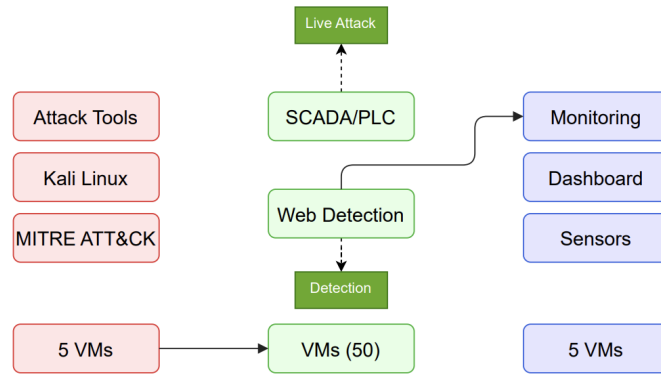 Live Attack
Attack Tools
SCADA/PLC
Monitoring
Kali Linux
Dashboard
Web Detection
MITRE ATT&CK
Sensors
Detection
5 VMs
VMs (50)
5 VMs